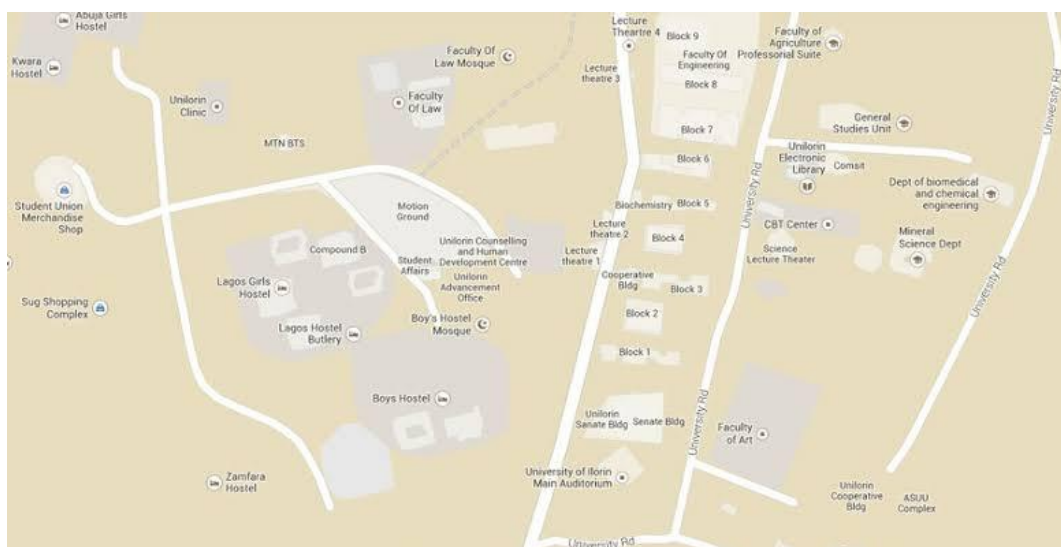 Abuja Girls
Hostel
Kwara
Hostel
Unilorin
Clinic
MTN BTS
Faculty Of
Law Mosque
Faculty
Of Law
Lecture
Theartre 4
Lecture
theatre 3
Block 9
Faculty Of
Engineering
Block 8
Block 7
Block 6
Biochemistry
Block 5
Block 4
Lecture
theatre 2
Lecture
theatre 1
Cooperative
Bldg
Block 3
Block 2
Block 1
Unilorin
Sanate Bldg
Senate Bldg
University of Ilorin
Main Auditorium
Faculty of
Agriculture
Professorial Suite
General
Studies Unit
Unilorin
Electronic
Library
Comsit
Dept of biomedical
and chemical
engineering
CBT Center
Mineral
Science Dept
Science
Lecture Theater
Faculty
of Art
Unilorin
Cooperative
Bldg
ASUU
Complex
University Rd
University Rd
University Rd
University Rd
University Rd
Student Union
Merchandise
Shop
Motion
Ground
Compound B
Unilorin Counselling
and Human
Development Centre
Student
Affairs
Unilorin
Advancement
Office
Lagos Girls
Hostel
Sug Shopping
Complex
Lagos Hostel
Butlery
Boy's Hostel
Mosque
Boys Hostel
Zamfara
Hostel